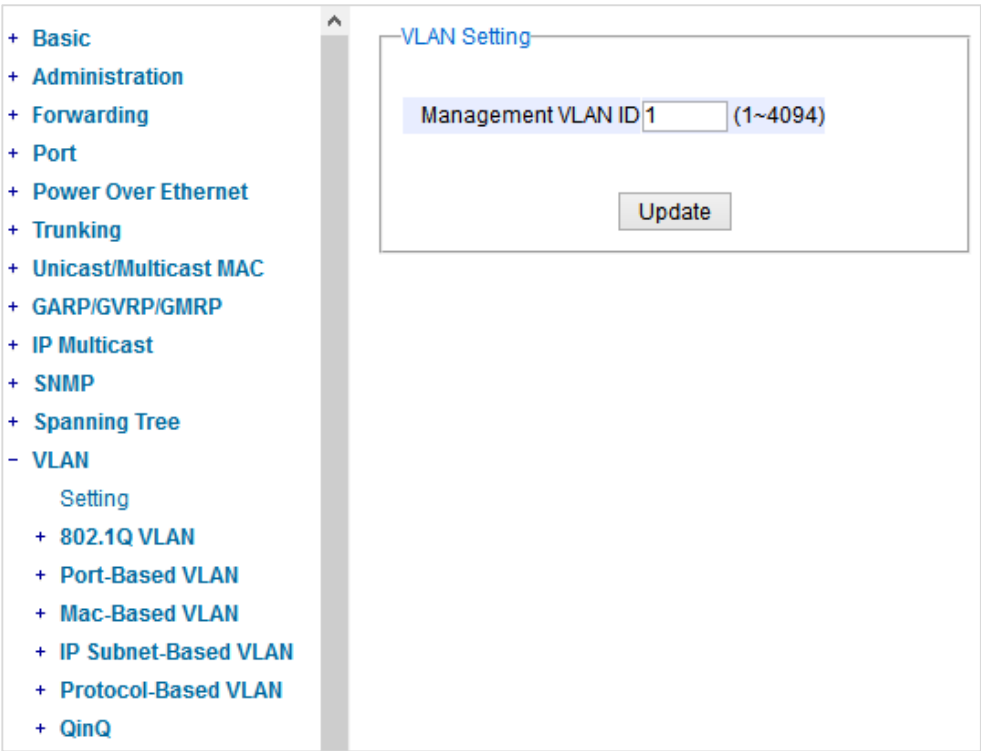 + Basic
+ Administration
+ Forwarding
+ Port
+ Power Over Ethernet
+ Trunking
+ Unicast/Multicast MAC
+ GARP/GVRP/GMRP
+ IP Multicast
+ SNMP
+ Spanning Tree
- VLAN
Setting
+ 802.1Q VLAN
+ Port-Based VLAN
+ Mac-Based VLAN
+ IP Subnet-Based VLAN
+ Protocol-Based VLAN
+ QinQ
VLAN Setting
Management VLAN ID 1 (1~4094)
Update